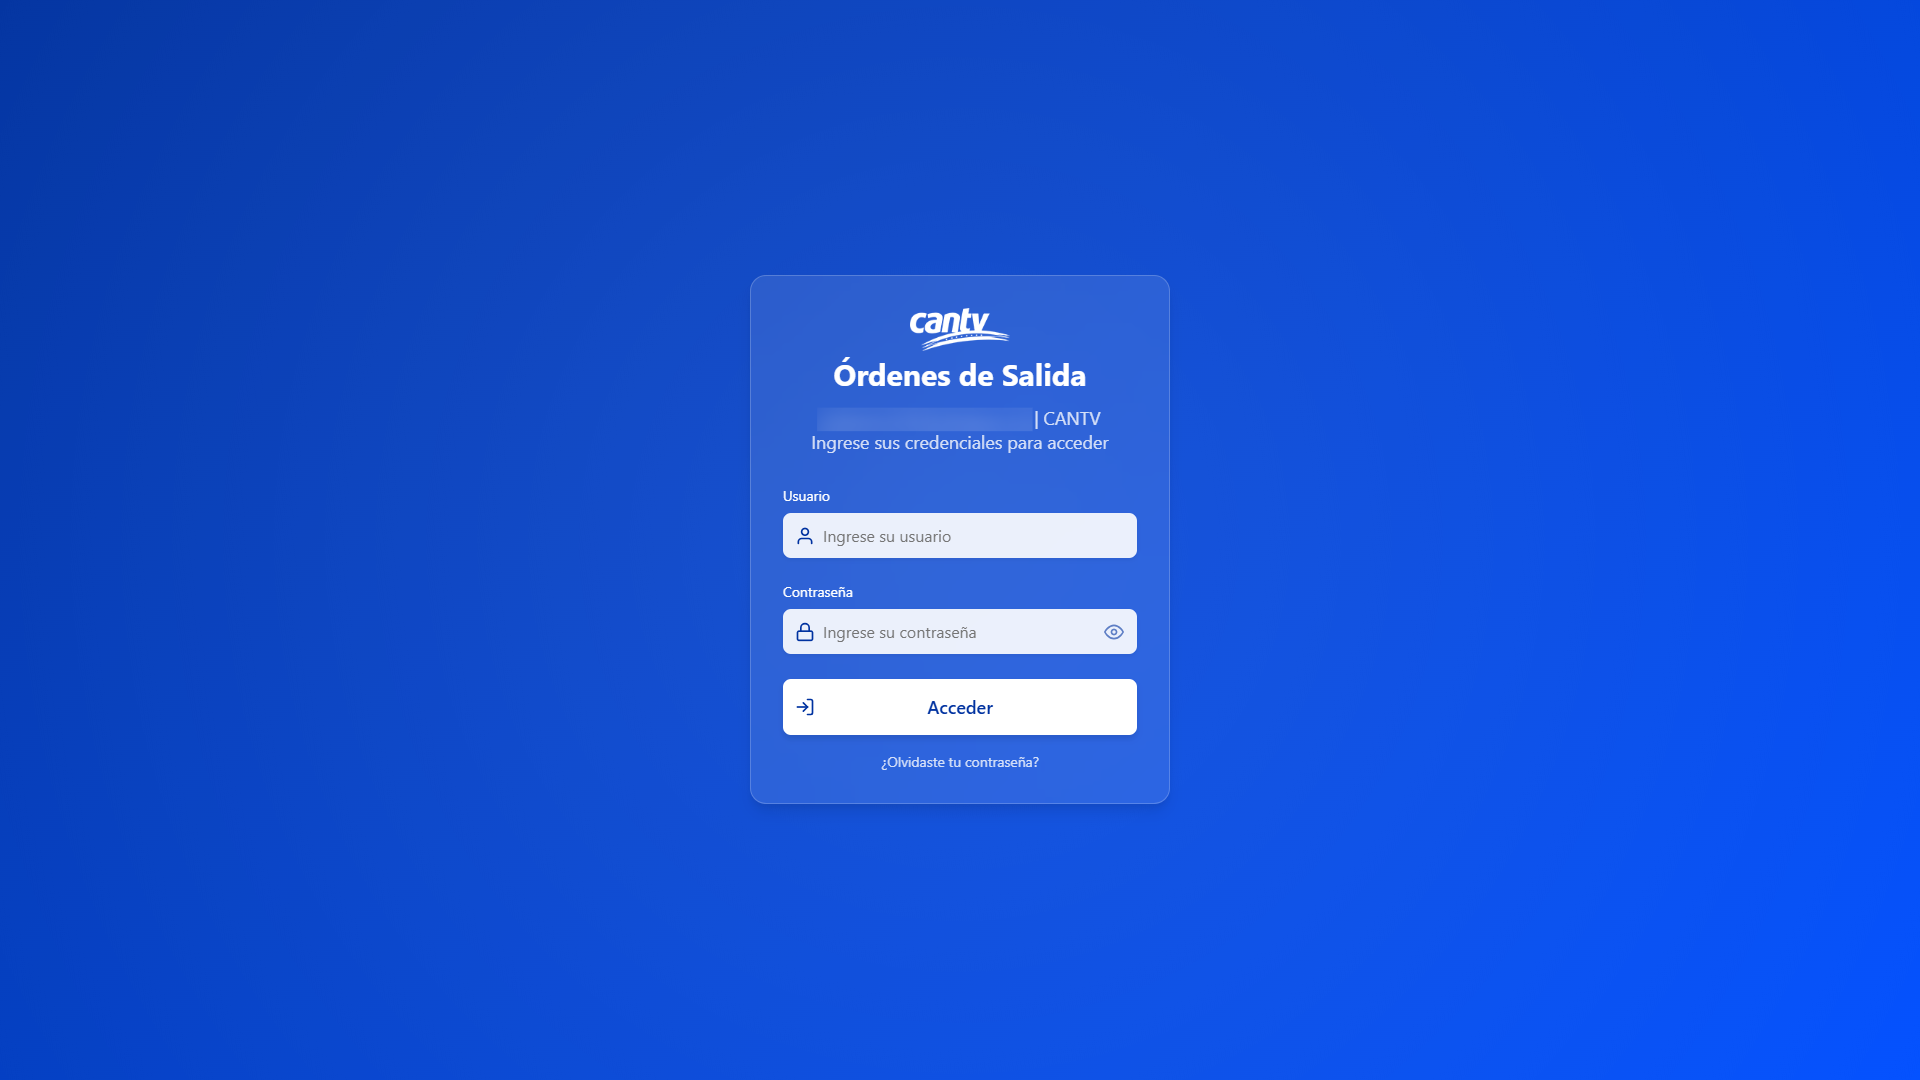 cantv
Órdenes de Salida
| CANTV
Ingrese sus credenciales para acceder
Usuario
Ingrese su usuario
Contraseña
Ingrese su contraseña
Acceder
¿Olvidaste tu contraseña?